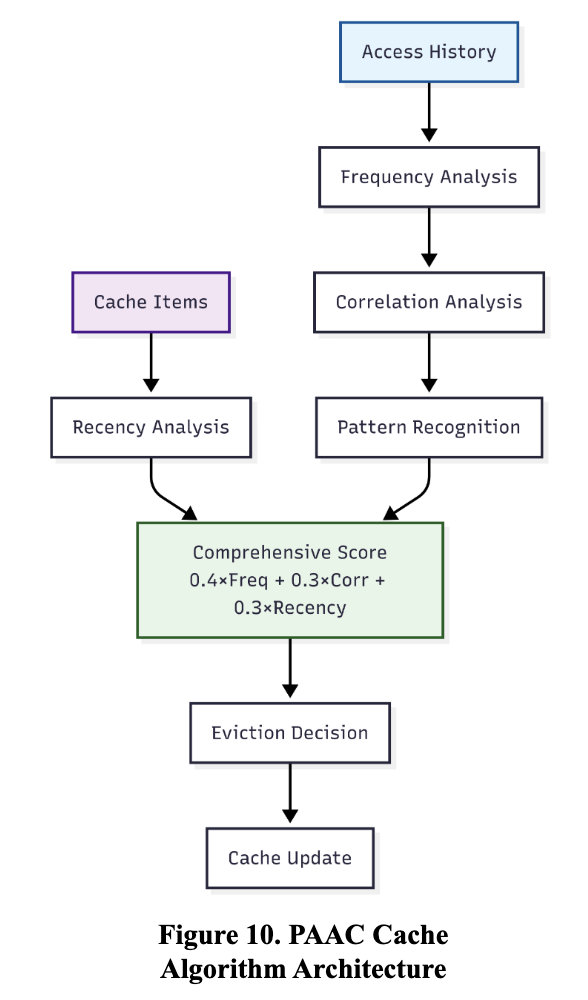 Access History
Frequency Analysis
Cache Items
Correlation Analysis
Recency Analysis
Pattern Recognition
Comprehensive Score
0.4×Freq + 0.3×Corr +
0.3×Recency
Eviction Decision
Cache Update
Figure 10. PAAC Cache
Algorithm Architecture